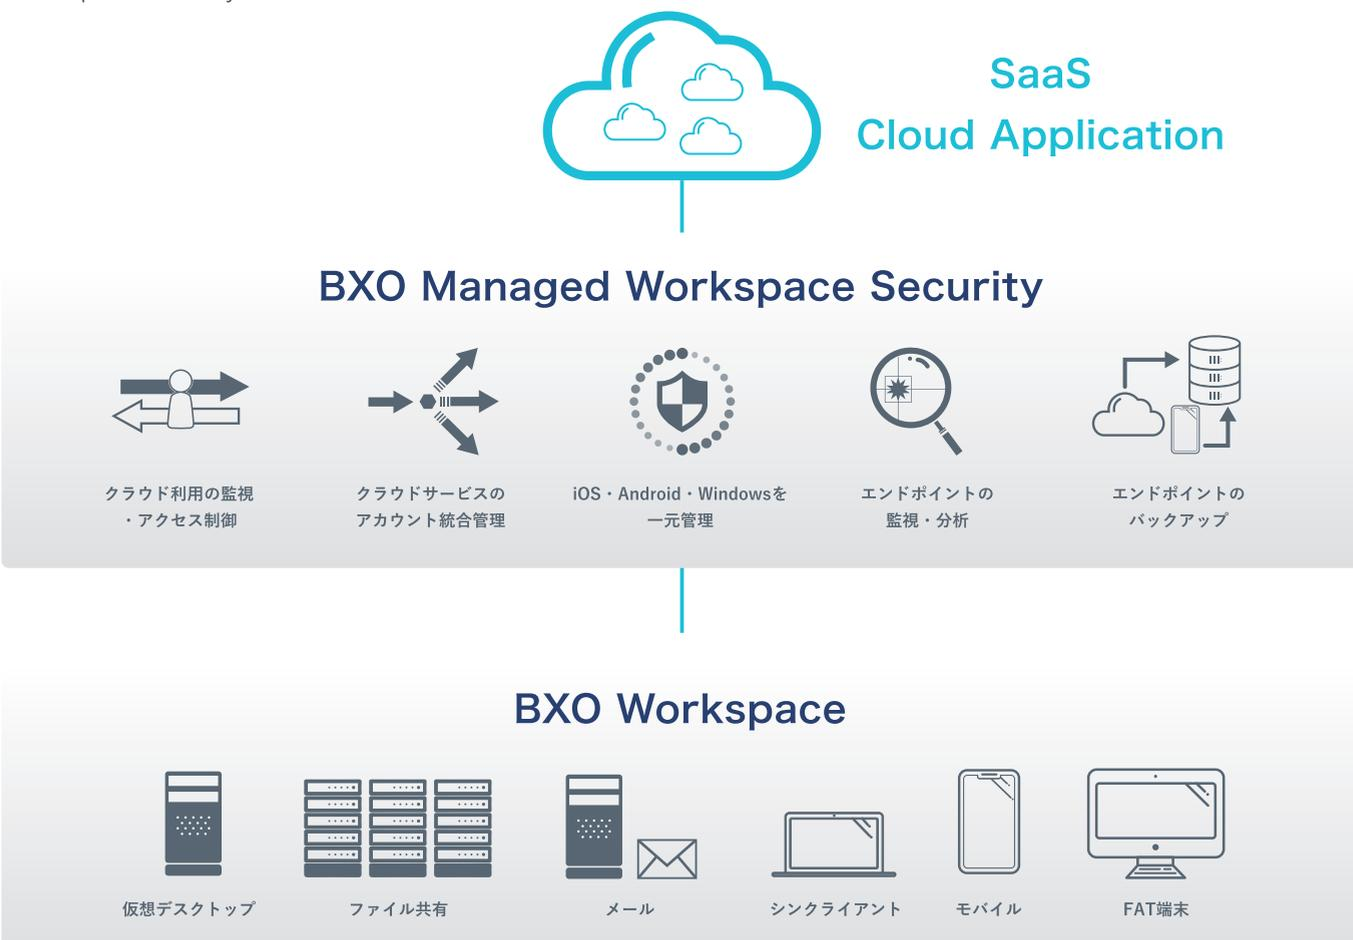 SaaS
Cloud Application
BXO Managed Workspace Security
クラウド利用の監視
・アクセス制御
クラウドサービスの
アカウント統合管理
iOS・Android・Windowsを
一元管理
エンドポイントの
監視・分析
エンドポイントの
バックアップ
BXO Workspace
仮想デスクトップ
ファイル共有
メール
シンクライアント
モバイル
FAT端末